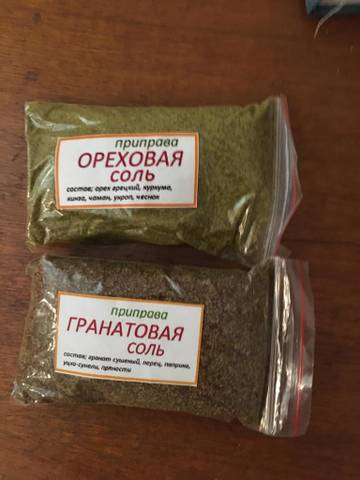 приправа
ОРЕХОВАЯ
СОЛЬ
состав; орех грецкий, куркума,
кинза, чаман, укроп, чеснок
приправа
ГРАНАТОВАЯ
СОЛЬ
состав; гранат сушеный, перец, паприка,
уцхо-сунели, пряности